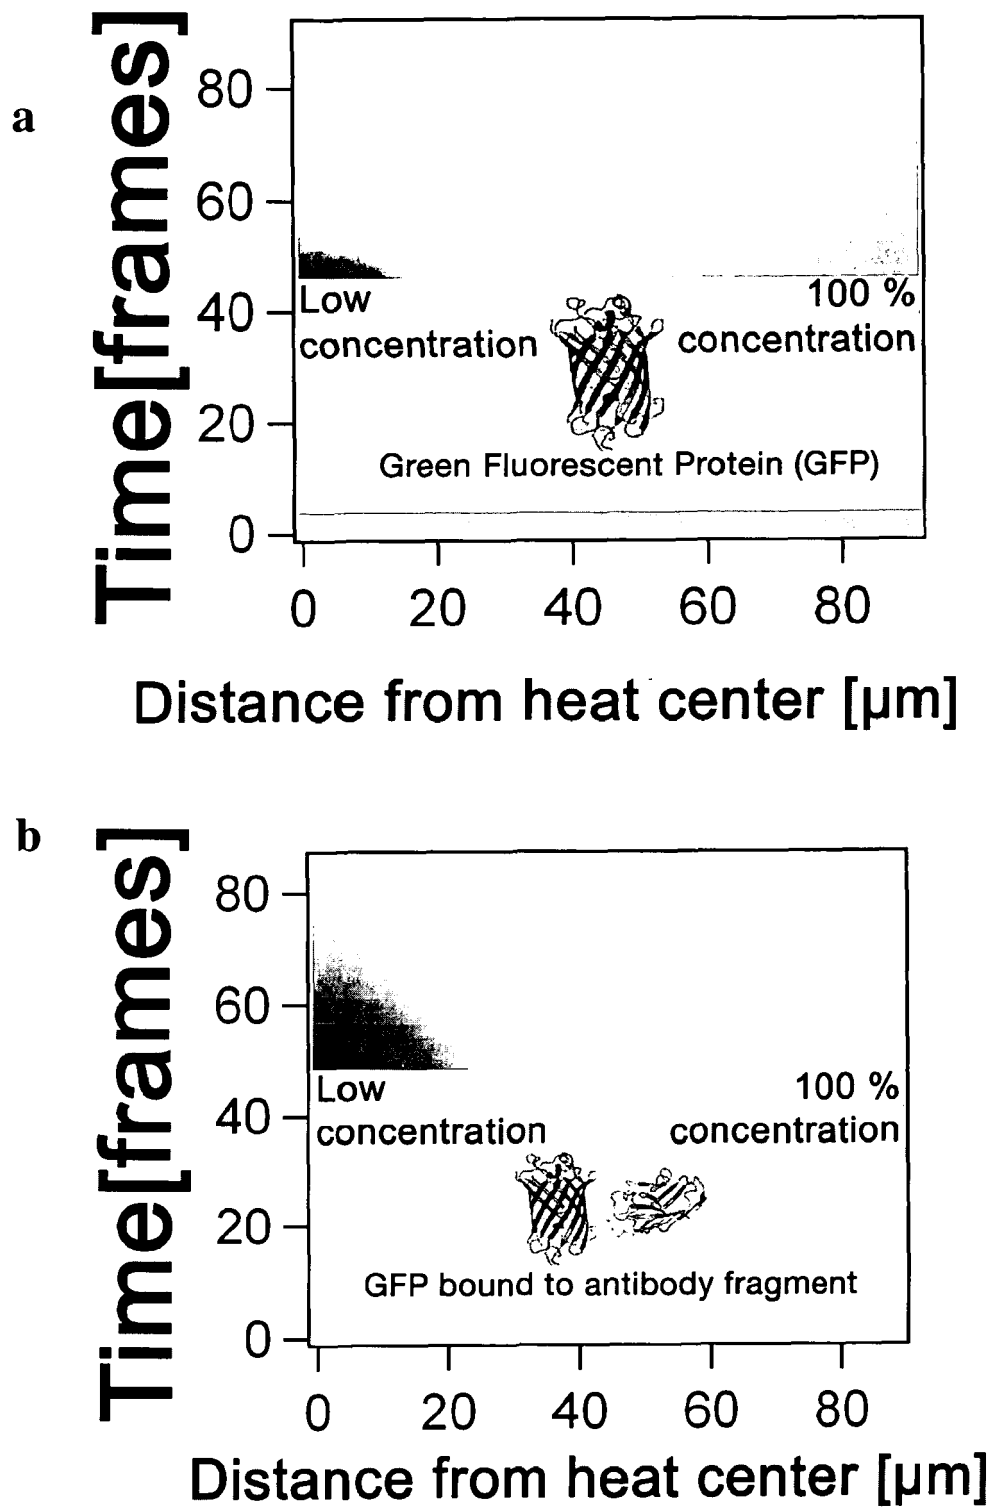 a
Time[frames]
80
60
40
20
0
Low
concentration
100 %
concentration
Green Fluorescent Protein (GFP)
0 20 40 60 80
Distance from heat center [µm]
b
Time[frames]
80
60
40
20
0
Low
concentration
100 %
concentration
GFP bound to antibody fragment
0 20 40 60 80
Distance from heat center [µm]